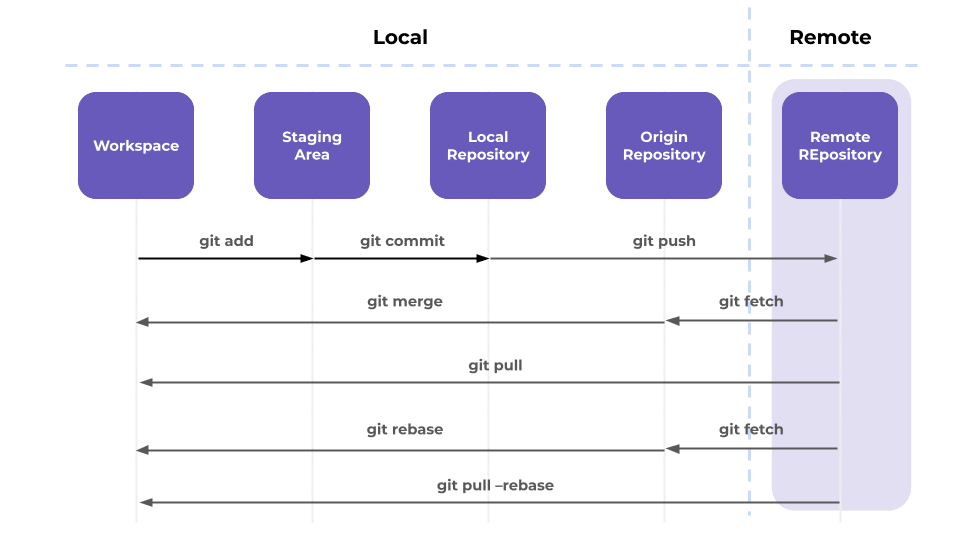 Local
Remote
Workspace
Staging
Area
Local
Repository
Origin
Repository
Remote
REpository
git add
git commit
git push
git merge
git fetch
git pull
git rebase
git fetch
git pull –rebase